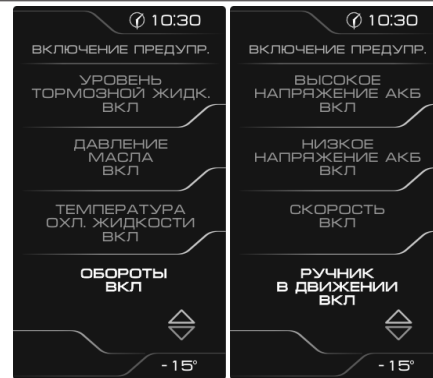 10:30
ВКЛЮЧЕНИЕ ПРЕДУПР.
УРОВЕНЬ
ТОРМОЗНОЙ ЖИДК.
ВКЛ
ДАВЛЕНИЕ
МАСЛА
ВКЛ
ТЕМПЕРАТУРА
ОХЛ. ЖИДКОСТИ
ВКЛ
ОБОРОТЫ
ВКЛ
-15°
10:30
ВКЛЮЧЕНИЕ ПРЕДУПР.
ВЫСОКОЕ
НАПРЯЖЕНИЕ АКБ
ВКЛ
НИЗКОЕ
НАПРЯЖЕНИЕ АКБ
ВКЛ
СКОРОСТЬ
ВКЛ
РУЧНИК
В ДВИЖЕНИИ
ВКЛ
-15°